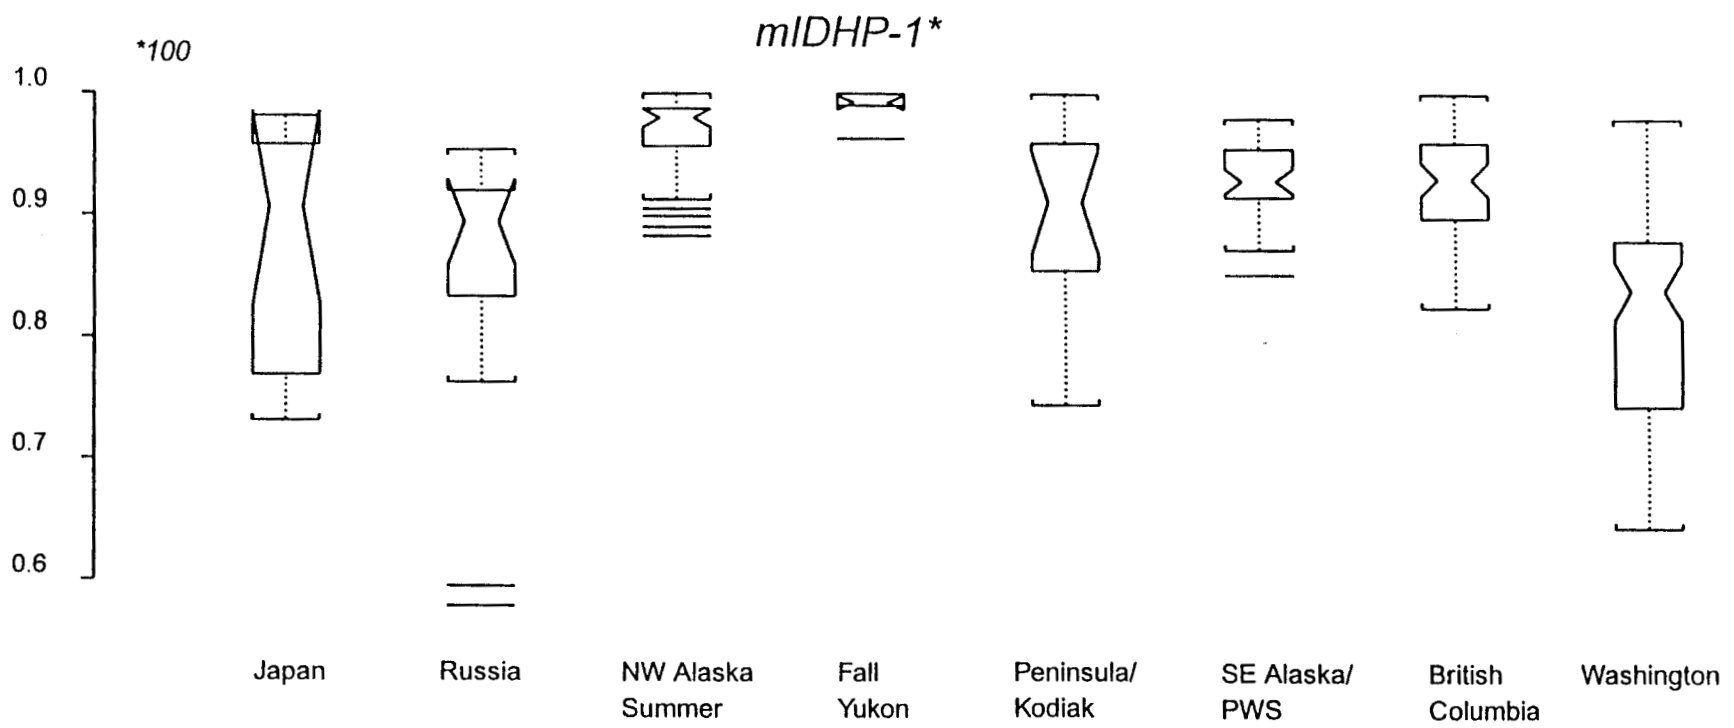 mIDHP-1*
*100
1.0
0.9
0.8
0.7
0.6
Japan
Russia
NW Alaska
Summer
Fall
Yukon
Peninsula/
Kodiak
SE Alaska/
PWS
British
Columbia
Washington